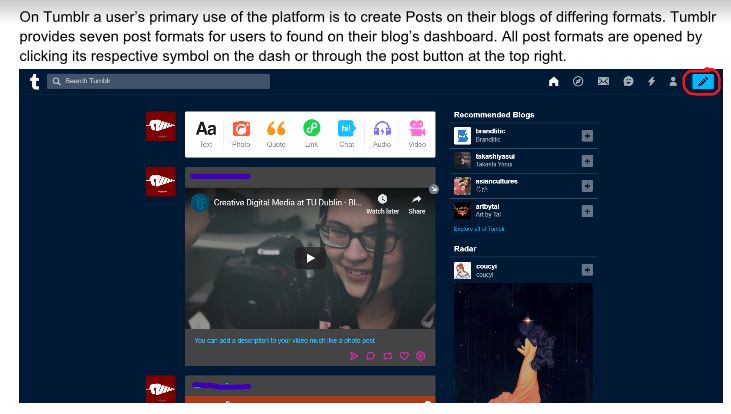 On Tumblr a user's primary use of the platform is to create Posts on their blogs of differing formats. Tumblr
provides seven post formats for users to found on their blog's dashboard. All post formats are opened by
clicking its respective symbol on the dash or through the post button at the top right.
t
Search Tumblr
Aa
hi!
Text Photo Quote Link Chat Audio Video
Creative Digital Media at TU Dublin - Bl...
Watch later
Share
You can add a description to your video much like a photo post
Recommended Blogs
brandlitic
Brandlitic
takashiyasui
Takashi Yasui
asiancultures
artbytai
Art by Tai
Explore all of Tumblr
Radar
coucyi
coucyi